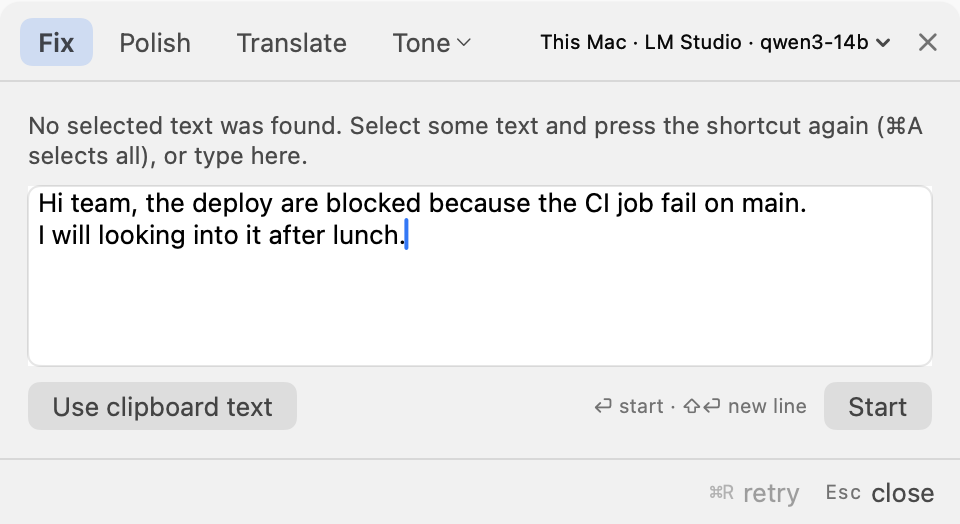 Fix Polish Translate Tone This Mac · LM Studio · qwen3-14b
No selected text was found. Select some text and press the shortcut again (⌘A
selects all), or type here.
Hi team, the deploy are blocked because the CI job fail on main.
I will looking into it after lunch.
Use clipboard text ↩ start · ⇧↩ new line Start
⌘R retry Esc close